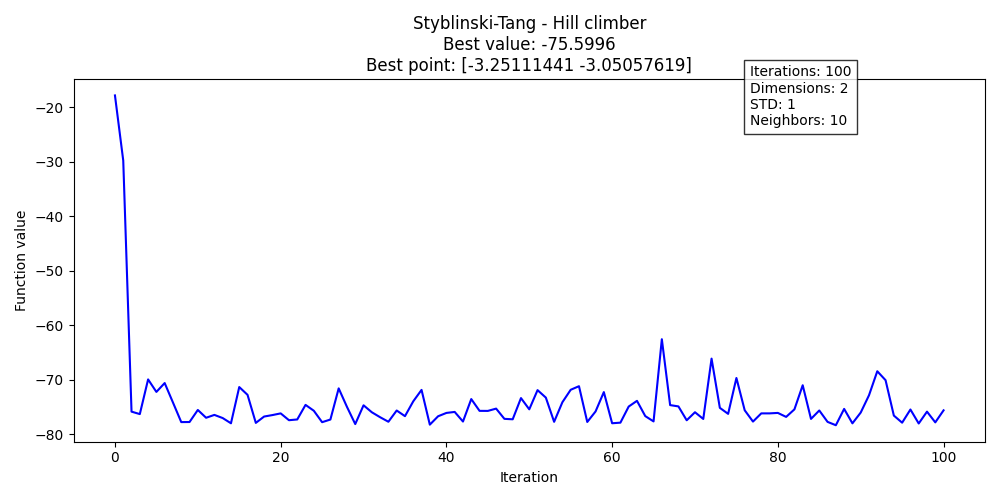 Styblinski-Tang - Hill climber
Best value: -75.5996
Best point: [-3.25111441 -3.05057619]
Iterations: 100
Dimensions: 2
STD: 1
Neighbors: 10
Function value
−20
−30
−40
−50
−60
−70
−80
0
20
40
60
80
100
Iteration